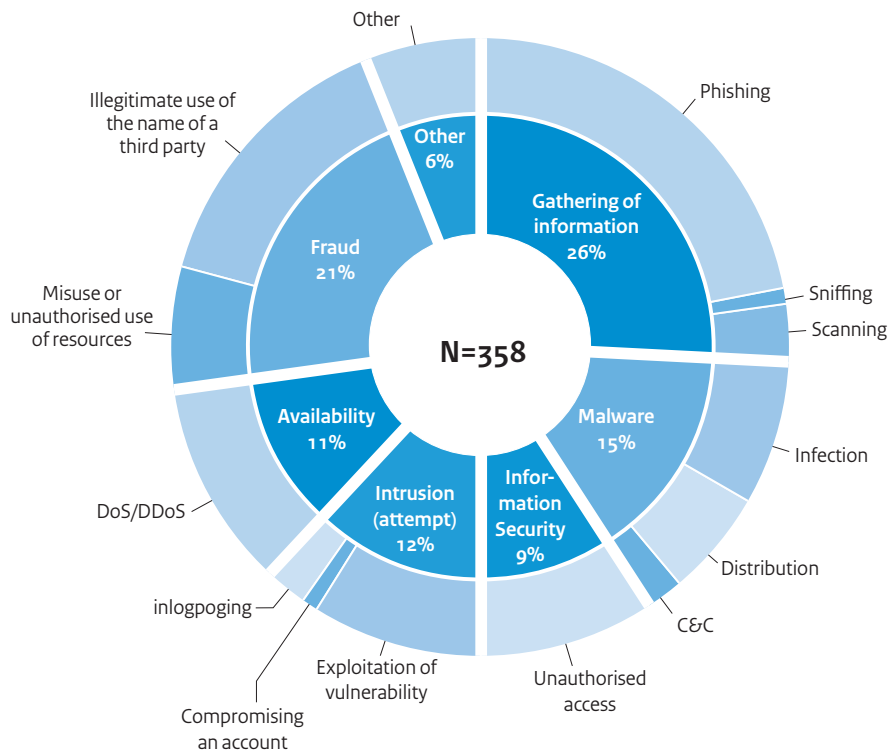 Other
Phishing
Illegitimate use of
the name of a
third party
Other
6%
Gathering of
information
26%
Fraud
21%
Sniffing
Misuse or
unauthorised use
of resources
Scanning
N=358
Availability
11%
Malware
15%
Infection
Infor-
mation
Security
9%
Intrusion
(attempt)
12%
DoS/DDoS
Distribution
inlogpoging
C&C
Exploitation of
vulnerability
Unauthorised
access
Compromising
an account